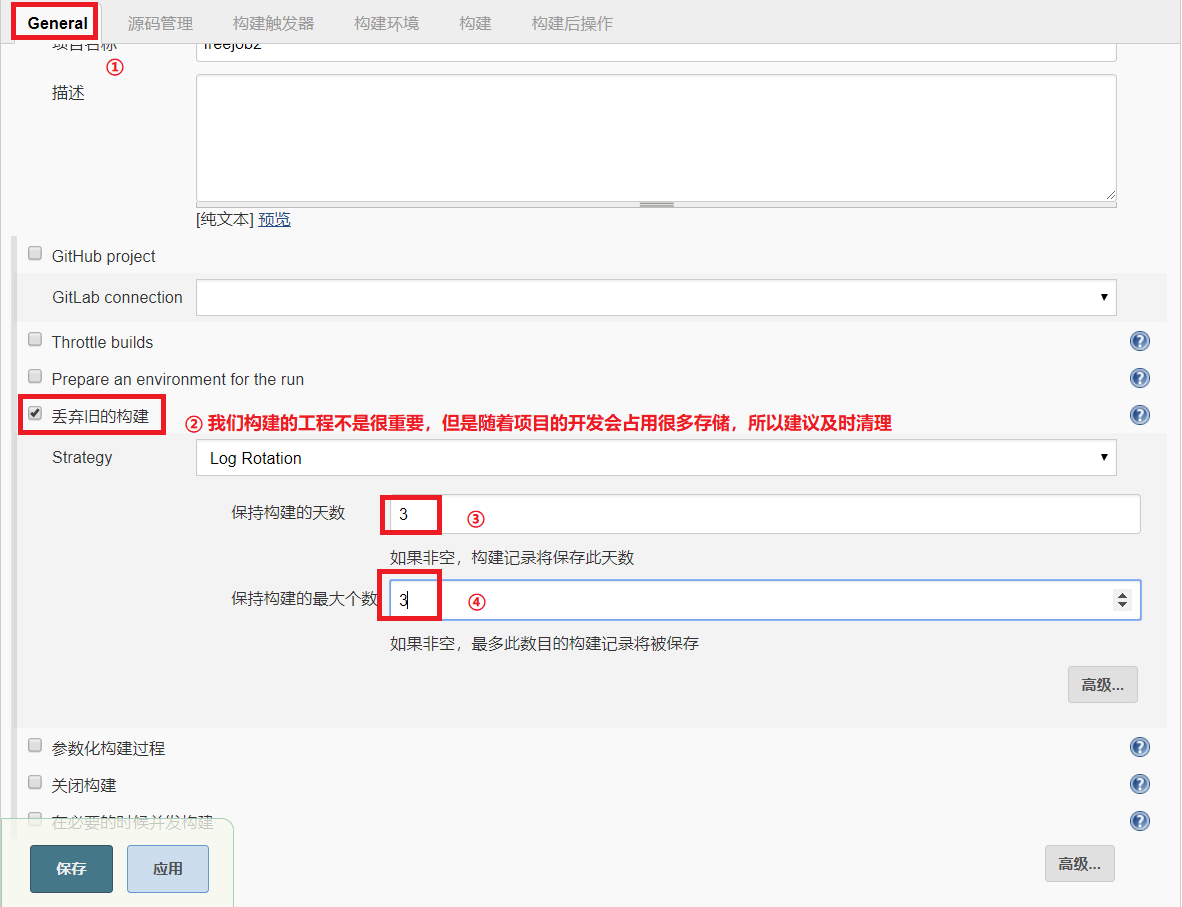 General 源码管理 构建触发器 构建环境 构建 构建后操作
项目名称 freejob2
①
描述
[纯文本] 预览
GitHub project
GitLab connection
Throttle builds
Prepare an environment for the run
丢弃旧的构建 ② 我们构建的工程不是很重要，但是随着项目的开发会占用很多存储，所以建议及时清理
Strategy Log Rotation
保持构建的天数 3 ③
如果非空，构建记录将保存此天数
保持构建的最大个数 3 ④
如果非空，最多此数目的构建记录将被保存
高级...
参数化构建过程
关闭构建
在必要的时候并发构建
保存 应用 高级...